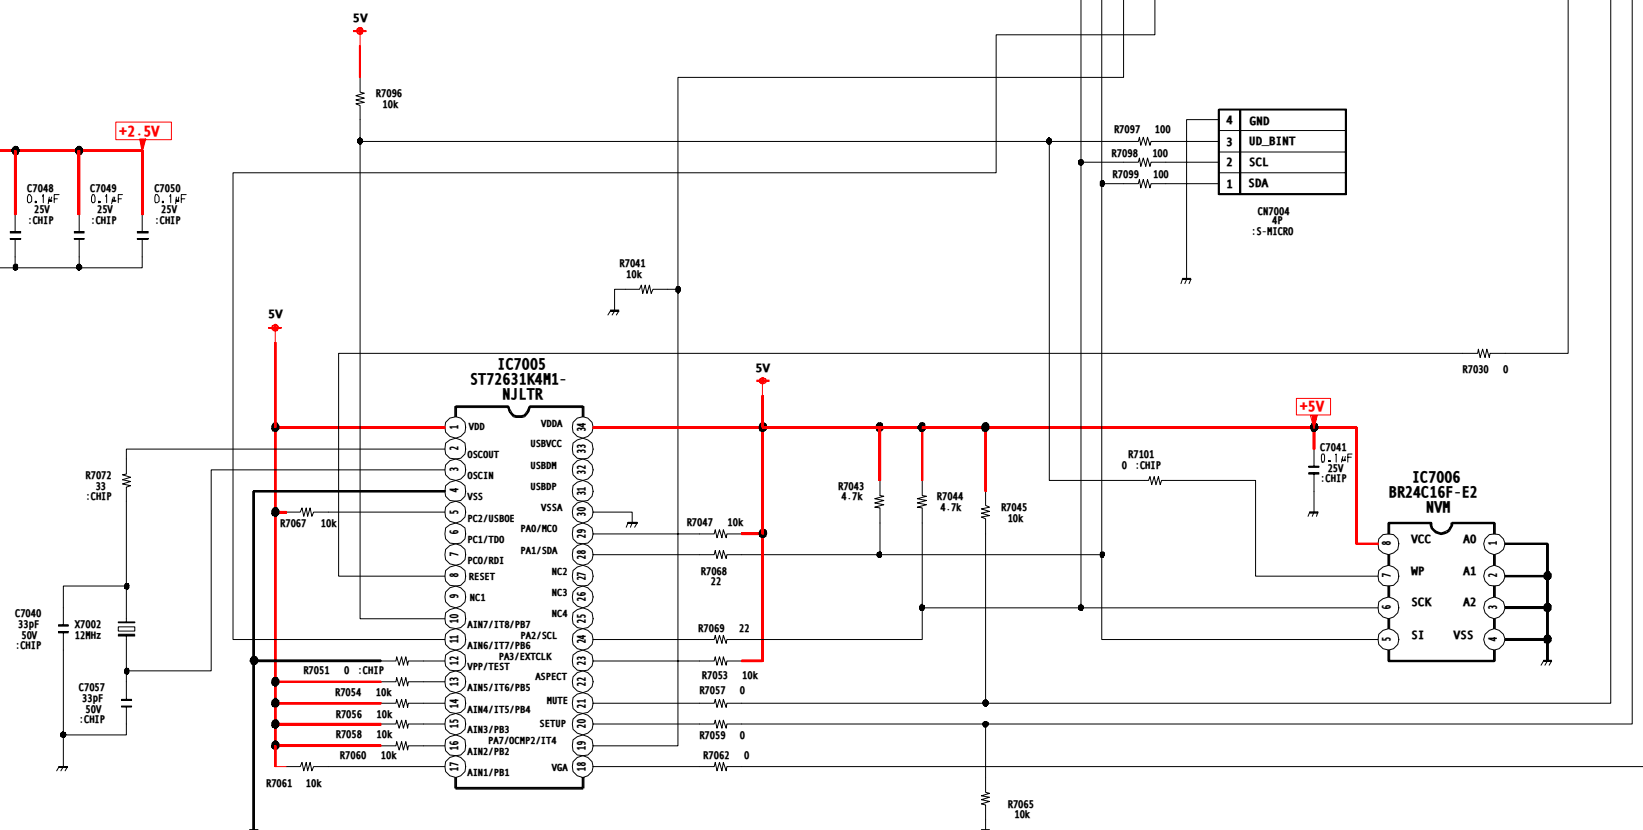 5V
R7096
10k
+2.5V
C7048
0.1μF
25V
:CHIP
C7049
0.1μF
25V
:CHIP
C7050
0.1μF
25V
:CHIP
R7097 100
R7098 100
R7099 100
4 GND
3 UD_BINT
2 SCL
1 SDA
CN7004
4P
:S-MICRO
R7041
10k
5V
R7030 0
IC7005
ST72631K4M1-
NJLTR
5V
+5V
C7041
0.1μF
25V
:CHIP
R7101
0 :CHIP
IC7006
BR24C16F-E2
NVM
8 VCC A0 1
7 WP A1 2
6 SCK A2 3
5 SI VSS 4
R7072
33
:CHIP
R7067 10k
C7040
33pF
50V
:CHIP
X7002
12MHz
C7057
33pF
50V
:CHIP
R7051 0 :CHIP
R7054 10k
R7056 10k
R7058 10k
R7060 10k
R7061 10k
1 VDD
2 OSCOUT
3 OSCIN
4 VSS
5 PC2/USBOE
6 PC1/TDO
7 PC0/RDI
8 RESET
9 NC1
10 AIN7/IT8/PB7
11 AIN6/IT7/PB6
12 VPP/TEST
13 AIN5/IT6/PB5
14 AIN4/IT5/PB4
15 AIN3/PB3
16 AIN2/PB2
17 AIN1/PB1
VDDA 34
USBVCC 33
USBDM 32
USBDP 31
VSSA 30
PA0/MCO 29
PA1/SDA 28
NC2 27
NC3 26
NC4 25
PA2/SCL 24
PA3/EXTCLK 23
ASPECT 22
MUTE 21
SETUP 20
PA7/OCMP2/IT4 19
VGA 18
R7047 10k
R7068
22
R7069 22
R7053 10k
R7057 0
R7059 0
R7062 0
R7043
4.7k
R7044
4.7k
R7045
10k
R7065
10k